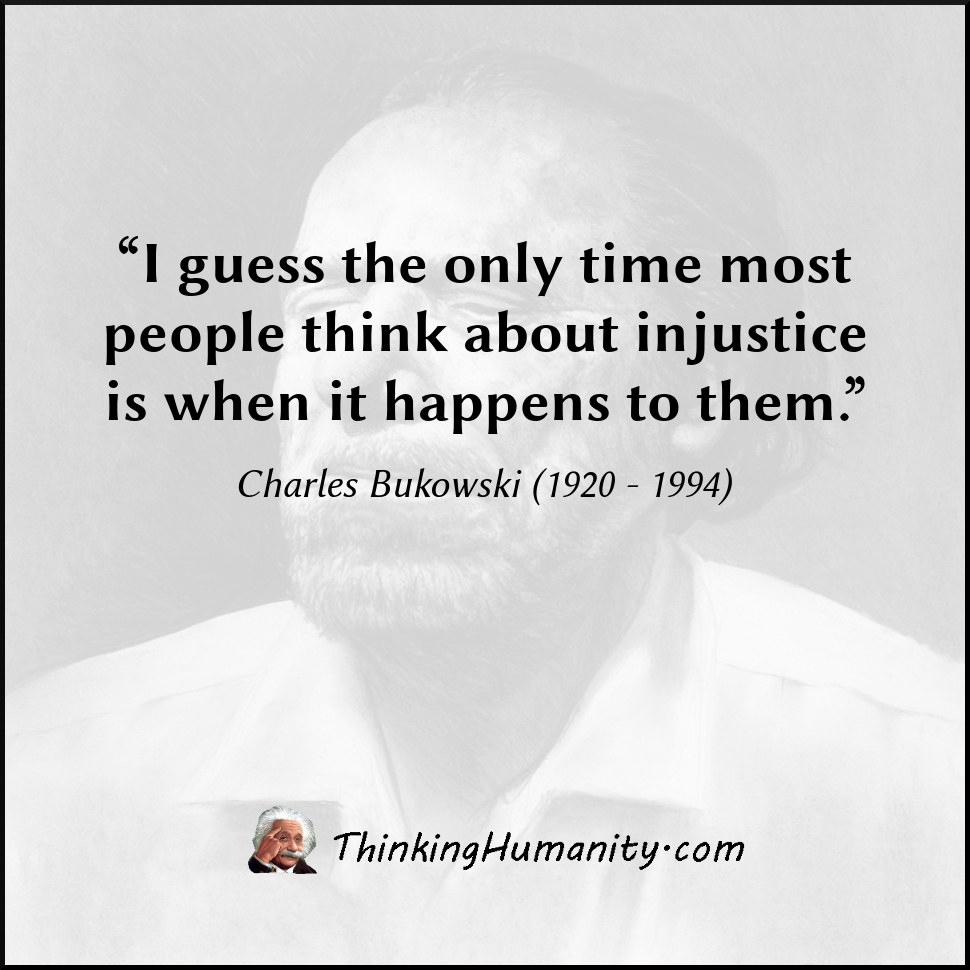 “I guess the only time most
people think about injustice
is when it happens to them.”
Charles Bukowski (1920 - 1994)
ThinkingHumanity.com